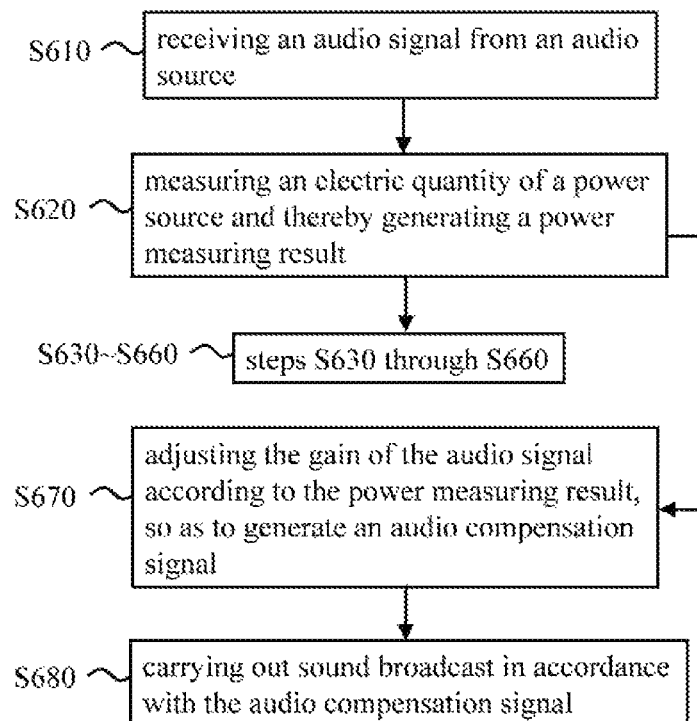 S610
receiving an audio signal from an audio
source
S620
measuring an electric quantity of a power
source and thereby generating a power
measuring result
S630~S660
steps S630 through S660
S670
adjusting the gain of the audio signal
according to the power measuring result,
so as to generate an audio compensation
signal
S680
carrying out sound broadcast in accordance
with the audio compensation signal